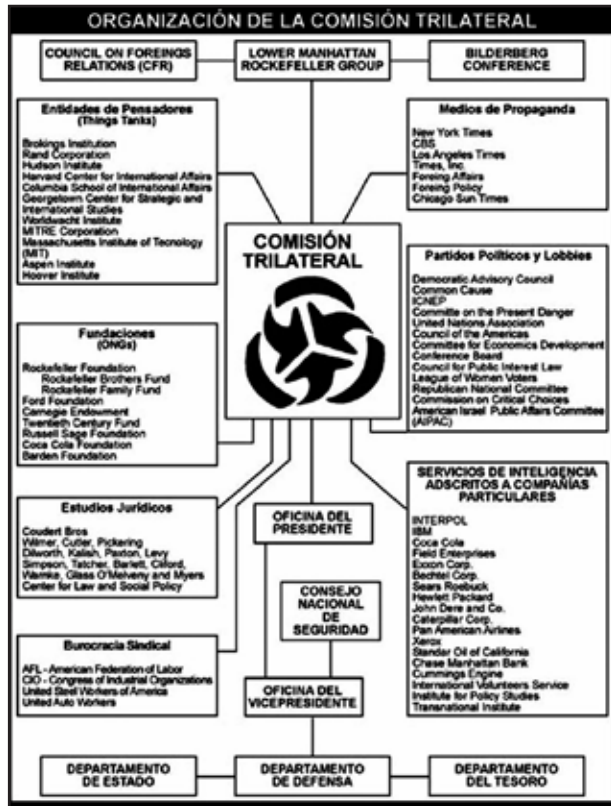 ORGANIZACIÓN DE LA COMISIÓN TRILATERAL
COUNCIL ON FOREINGS
RELATIONS (CFR)
LOWER MANHATTAN
ROCKEFELLER GROUP
BILDERBERG
CONFERENCE
Entidades de Pensadores
(Things Tanks)
Brokings Institution
Rand Corporation
Hudson Institute
Harvard Center for International Affairs
Columbia School of International Affairs
Georgetown Center for Strategic and
International Studies
Worldwacht Institute
MITRE Corporation
Massachusetts Institute of Tecnology
(MIT)
Aspen Institute
Hoover Institute
Medios de Propaganda
New York Times
CBS
Los Angeles Times
Times, Inc.
Foreing Affairs
Foreing Policy
Chicago Sun Times
COMISIÓN
TRILATERAL
Partidos Políticos y Lobbies
Democratic Advisory Council
Common Cause
ICNEP
Committe on the Present Danger
United Nations Association
Council of the Americas
Committee for Economics Development
Conference Board
Council for Public Interest Law
League of Women Voters
Republican National Committee
Commission on Critical Choices
American Israel Public Affairs Committee
(AIPAC)
Fundaciones
(ONGs)
Rockefeller Foundation
Rockefeller Brothers Fund
Rockefeller Family Fund
Ford Foundation
Carnegie Endowment
Twentieth Century Fund
Russell Sage Foundation
Coca Cola Foundation
Barden Foundation
Estudios Jurídicos
Coudert Bros
Wilmer, Cutler, Pickering
Dilworth, Kalish, Paxton, Levy
Simpson, Tatcher, Barlett, Cliford,
Warnke, Glass O'Melveny and Myers
Center for Law and Social Policy
OFICINA DEL
PRESIDENTE
SERVICIOS DE INTELIGENCIA
ADSCRITOS A COMPAÑÍAS
PARTICULARES
INTERPOL
IBM
Coca Cola
Field Enterprises
Exxon Corp.
Bechtel Corp.
Sears Roebuck
Hewlett Packard
John Dere and Co.
Caterpillar Corp.
Pan American Airlines
Xerox
Standar Oil of California
Chase Manhattan Bank
Cummings Engine
International Volunteers Service
Institute for Policy Studies
Transnational Institute
CONSEJO
NACIONAL
DE
SEGURIDAD
Burocracia Sindical
AFL - American Federation of Labor
CIO - Congress of Industrial Organizations
United Steel Workers of America
United Auto Workers
OFICINA DEL
VICEPRESIDENTE
DEPARTAMENTO
DE ESTADO
DEPARTAMENTO
DE DEFENSA
DEPARTAMENTO
DEL TESORO